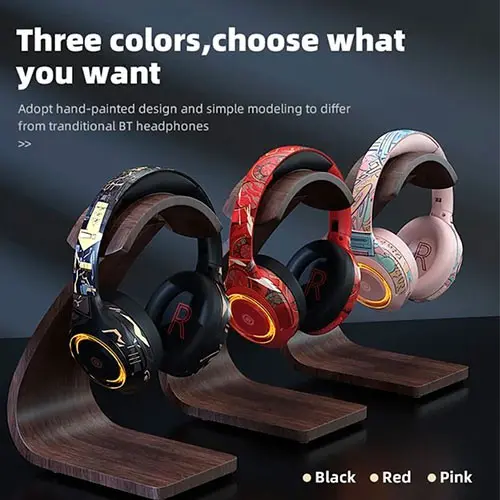 Three colors,choose what
you want
Adopt hand-painted design and simple modeling to differ
from tranditional BT headphones
>>
R
R
R
Black
Red
Pink